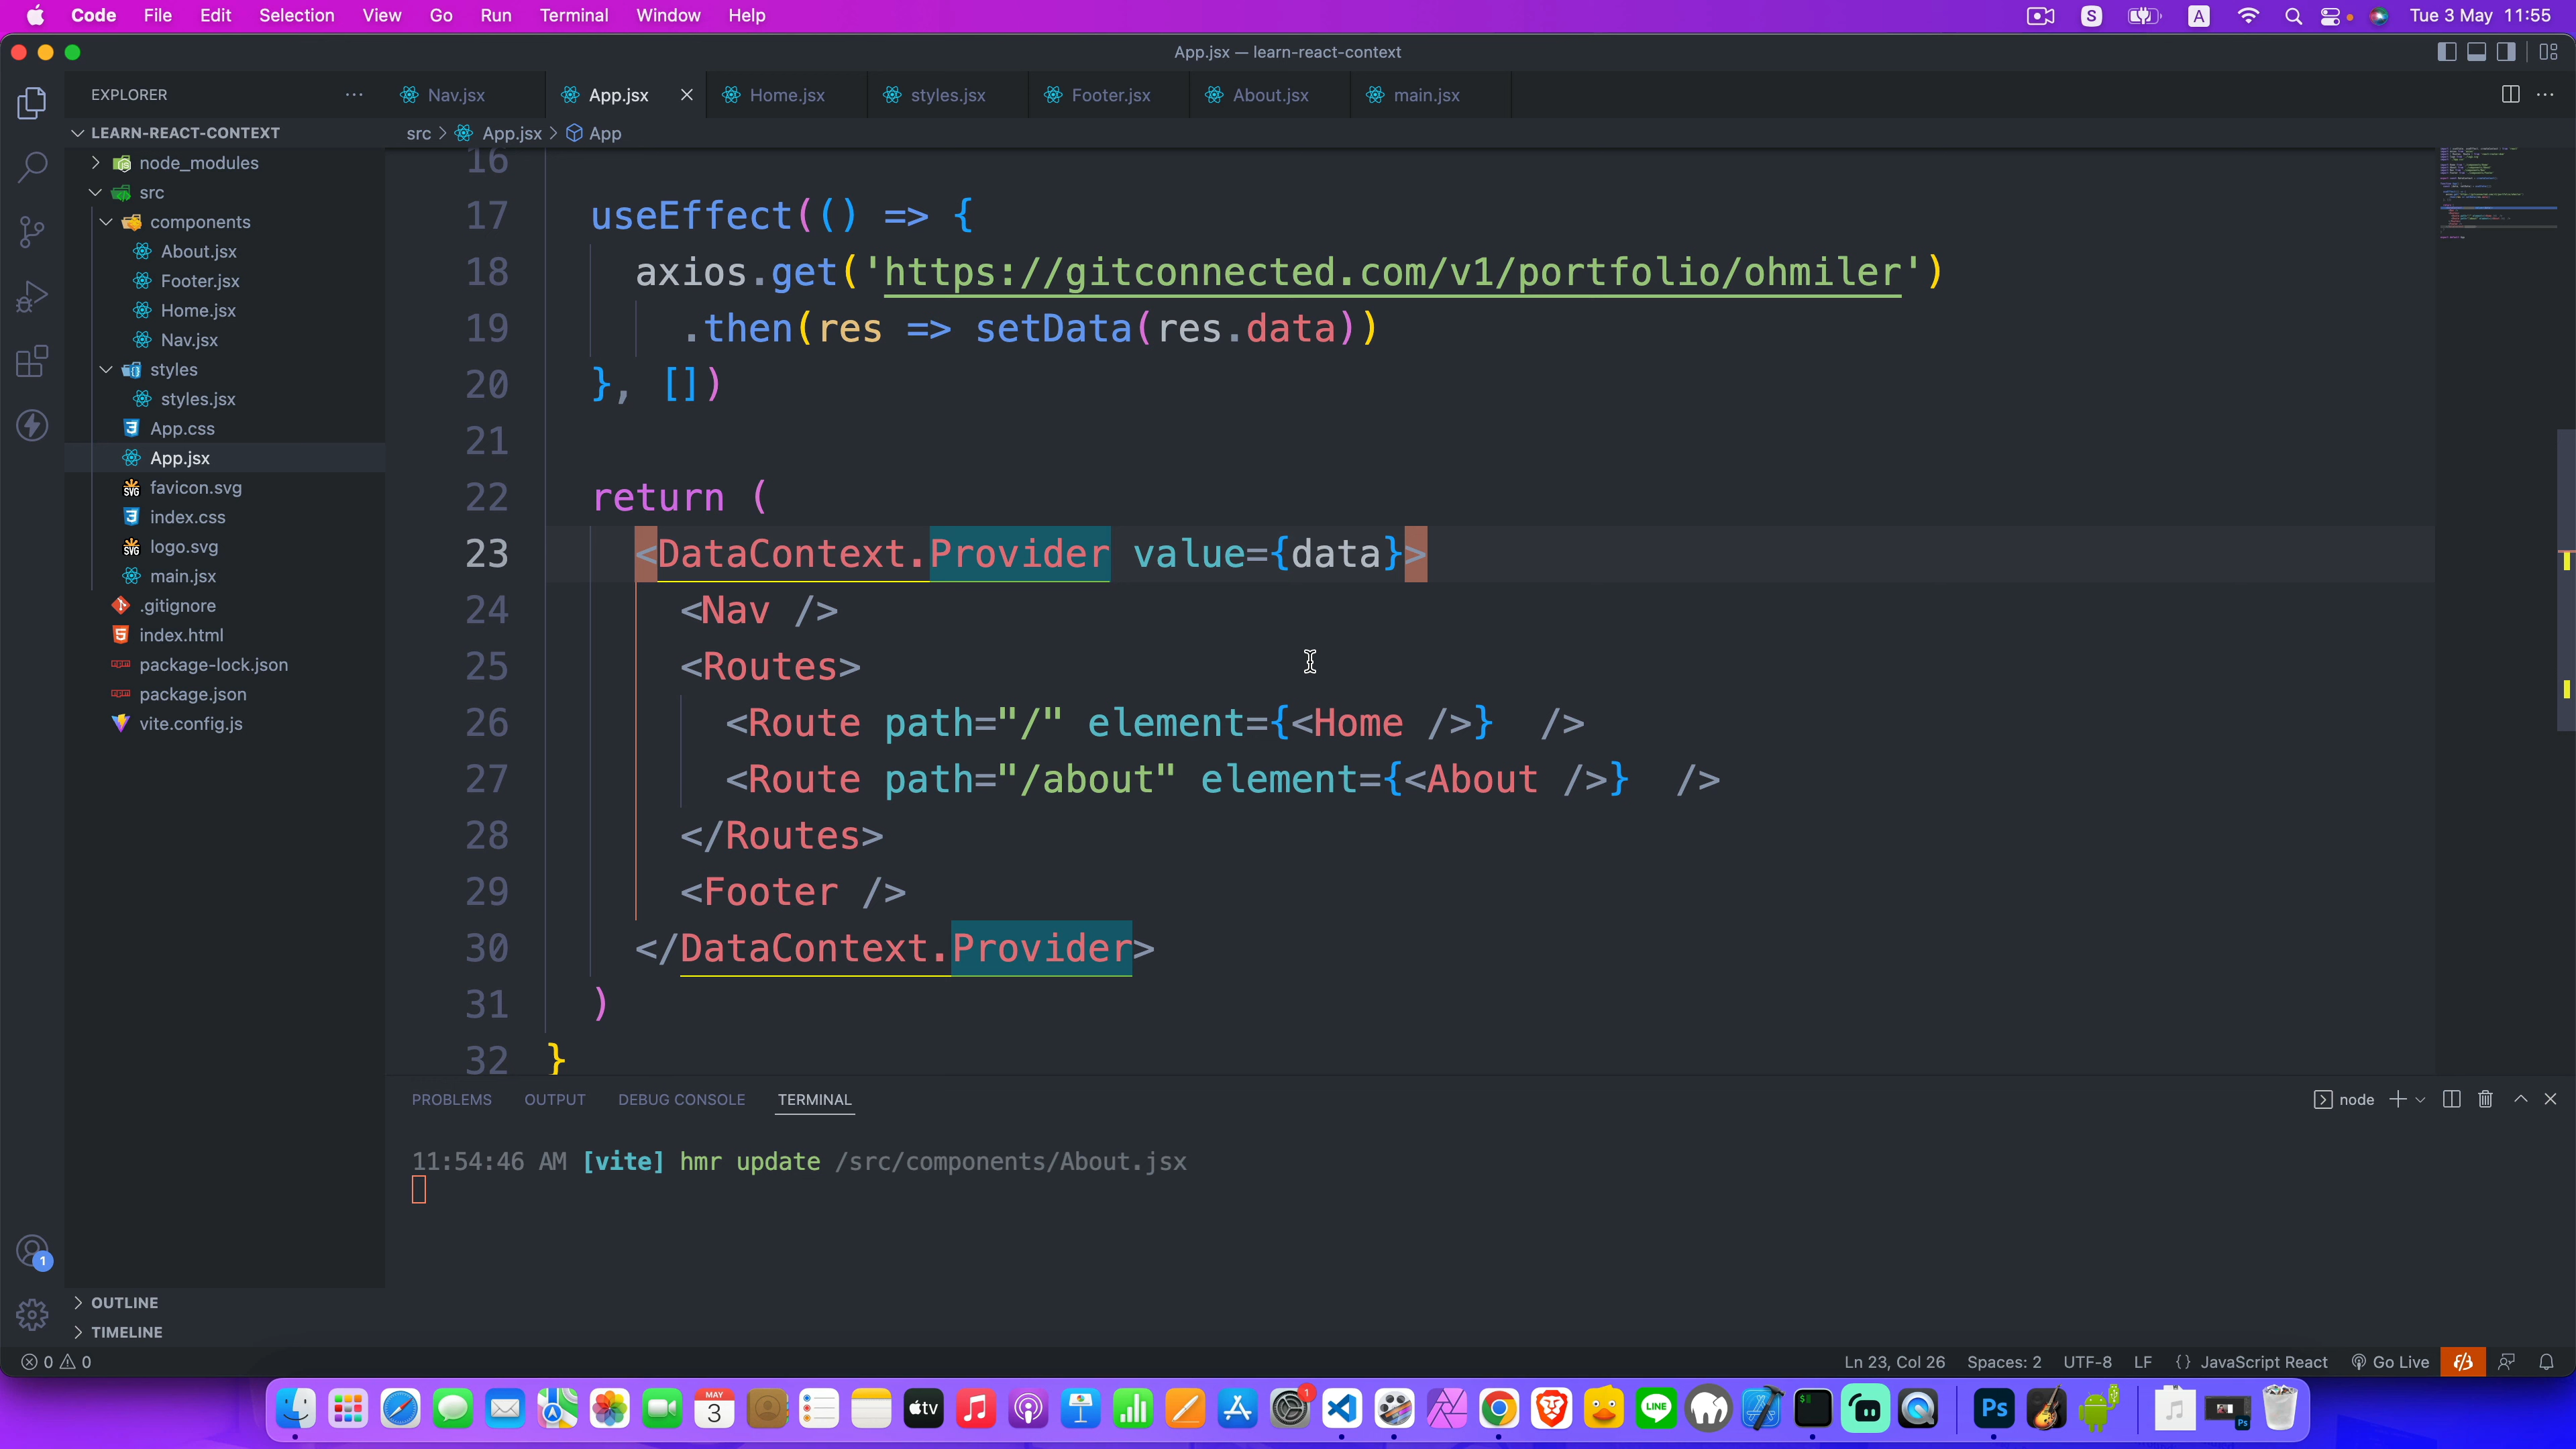 Code File Edit Selection View Go Run Terminal Window Help
S A Tue 3 May 11:55
App.jsx — learn-react-context
EXPLORER
Nav.jsx App.jsx Home.jsx styles.jsx Footer.jsx About.jsx main.jsx
LEARN-REACT-CONTEXT
src > App.jsx > App
node_modules
src
components
About.jsx
Footer.jsx
Home.jsx
Nav.jsx
styles
styles.jsx
App.css
App.jsx
favicon.svg
index.css
logo.svg
main.jsx
.gitignore
index.html
package-lock.json
package.json
vite.config.js
OUTLINE
TIMELINE
16
17 useEffect(() => {
18 axios.get('https://gitconnected.com/v1/portfolio/ohmiler')
19 .then(res => setData(res.data))
20 }, [])
21
22 return (
23 <DataContext.Provider value={data}>
24 <Nav />
25 <Routes>
26 <Route path="/" element={<Home />}  />
27 <Route path="/about" element={<About />}  />
28 </Routes>
29 <Footer />
30 </DataContext.Provider>
31 )
32 }
PROBLEMS OUTPUT DEBUG CONSOLE TERMINAL
node
11:54:46 AM [vite] hmr update /src/components/About.jsx
1
0 0
Ln 23, Col 26 Spaces: 2 UTF-8 LF {} JavaScript React Go Live
MAY
3
tv
1
LINE
Ps